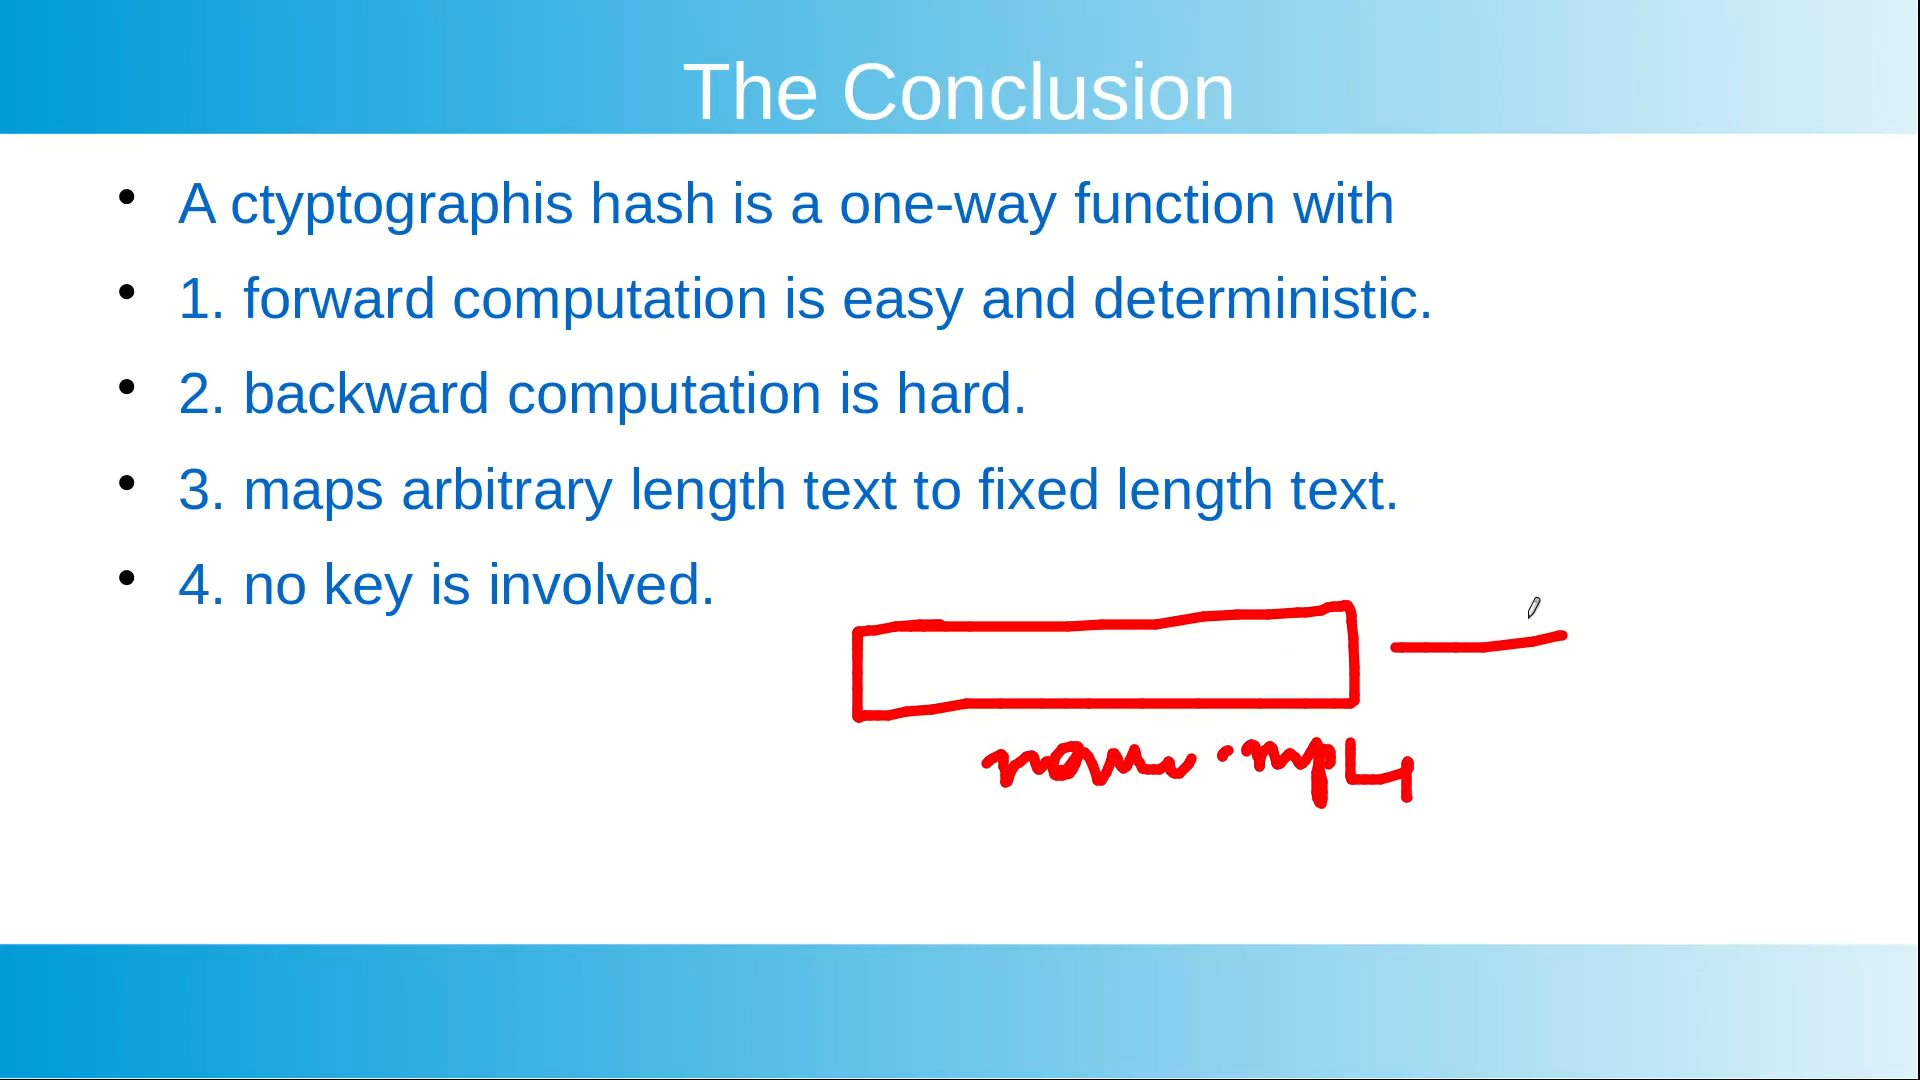 The Conclusion
• A ctyptographis hash is a one-way function with
• 1. forward computation is easy and deterministic.
• 2. backward computation is hard.
• 3. maps arbitrary length text to fixed length text.
• 4. no key is involved.
.mp4